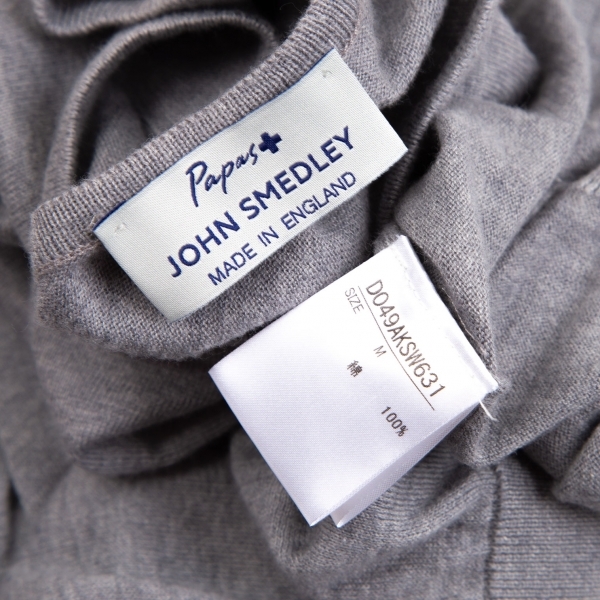 Papas+
JOHN SMEDLEY
MADE IN ENGLAND
D049AKSW631
SIZE M
綿 100%